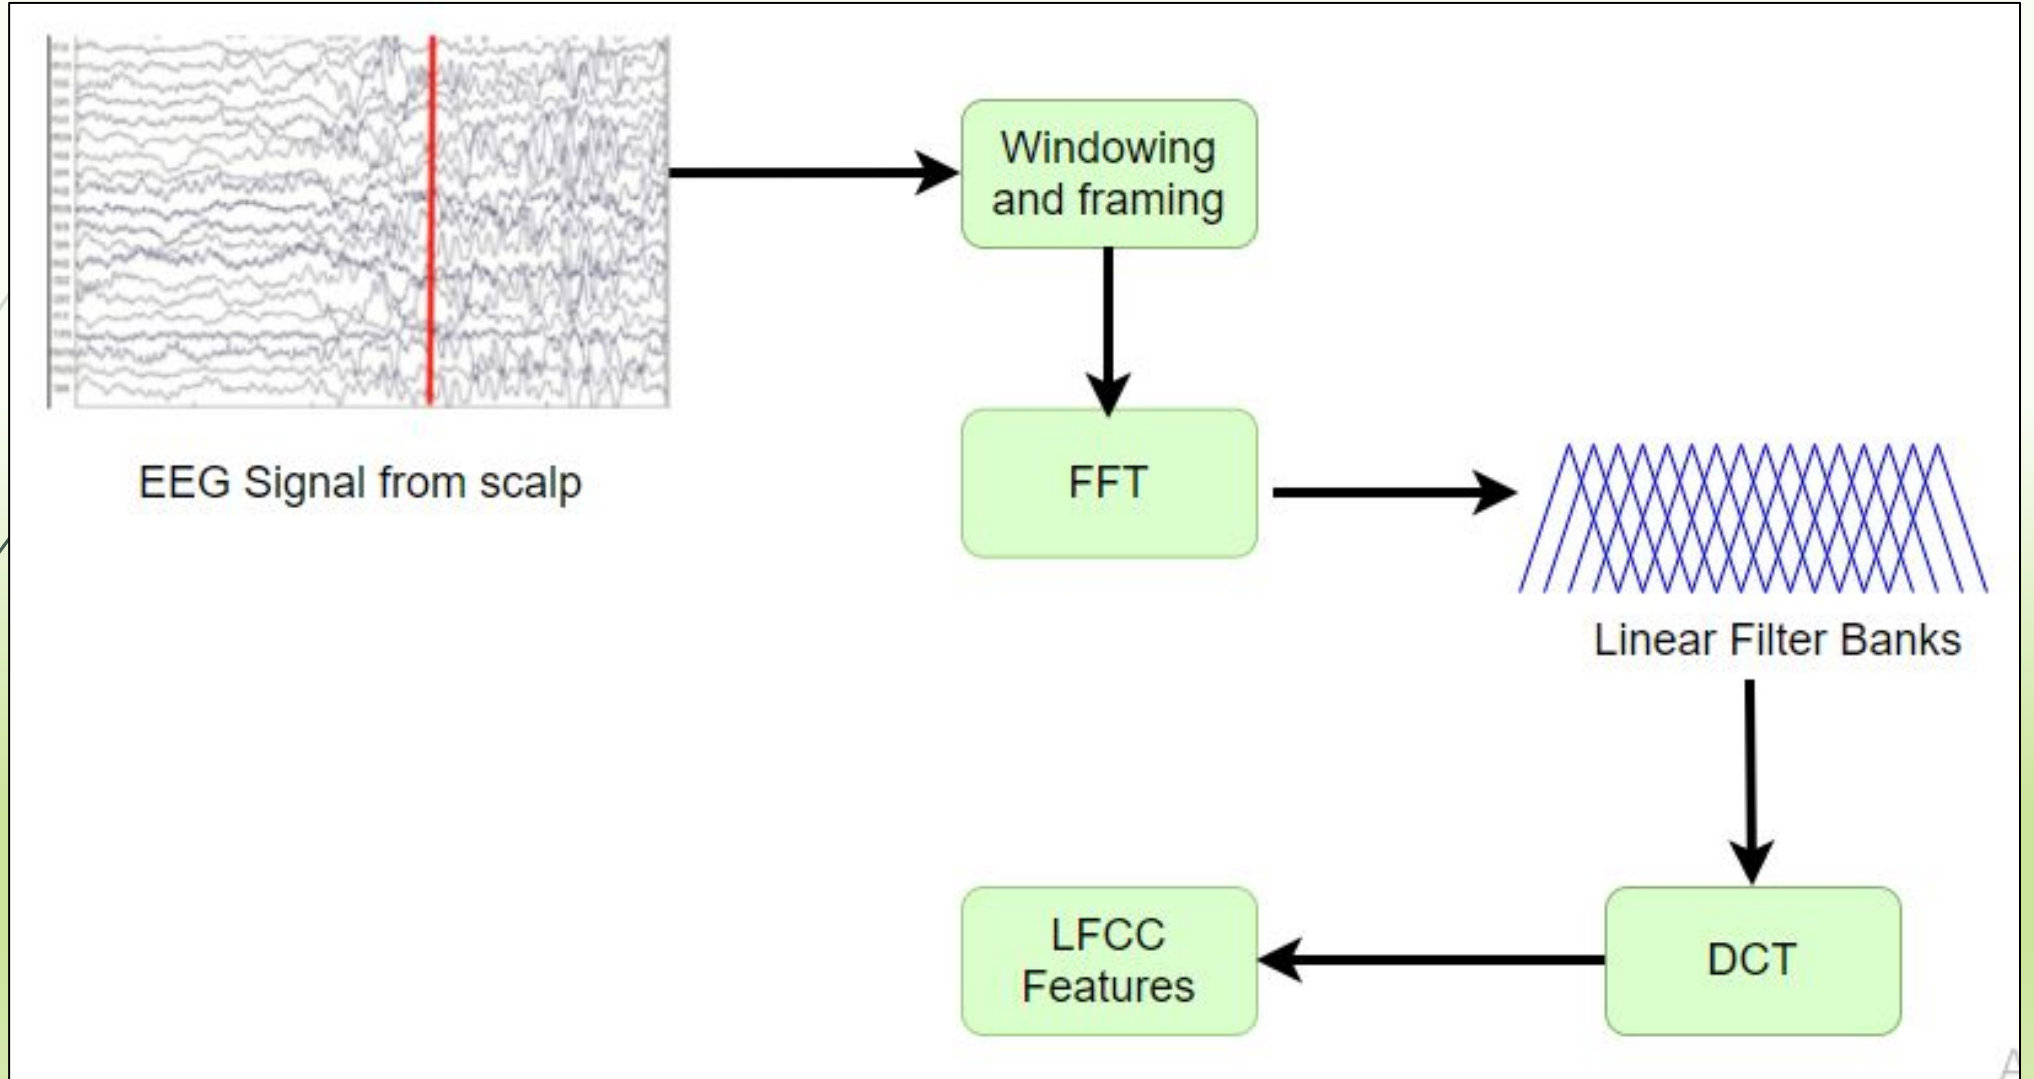 Windowing
and framing
EEG Signal from scalp
FFT
Linear Filter Banks
LFCC
Features
DCT